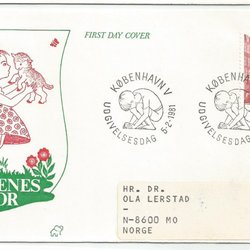 FIRST DAY COVER
KØBENHAVN V
UDGIVELSESDAG 5-2-1981
KØBENHAVN V
UDGIVELSESDAG
ENES
OR
HR. DR.
OLA LERSTAD
N-8600 MO
NORGE